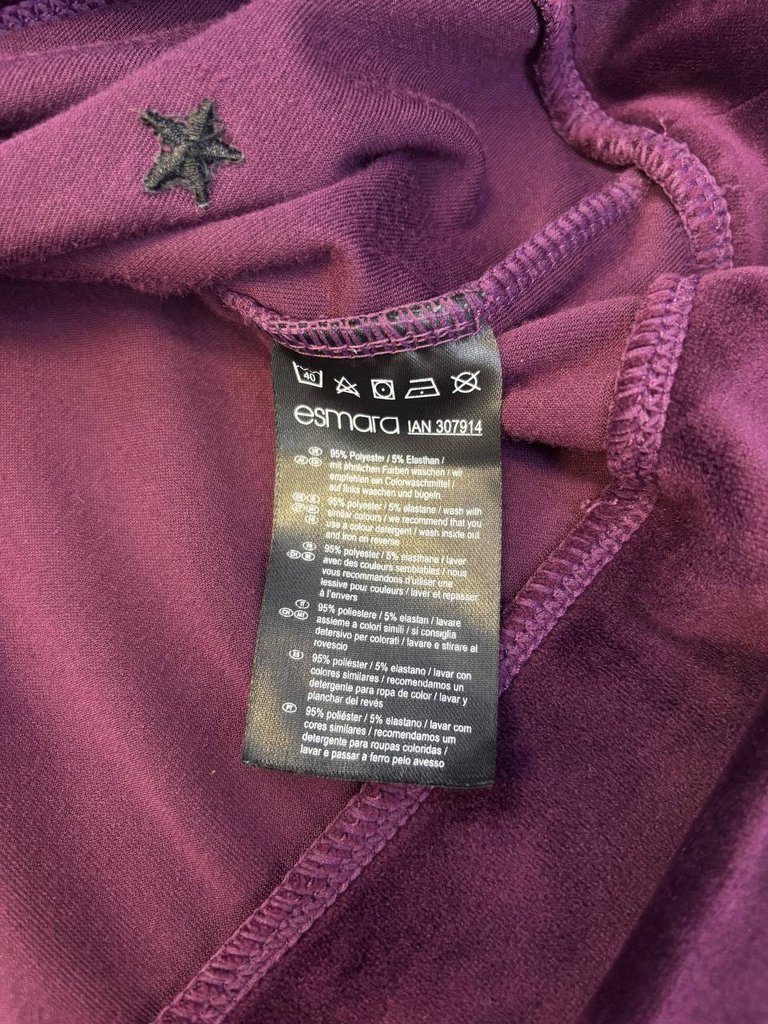 40
esmara IAN 307914
95% Polyester / 5% Elasthan /
mit ähnlichen Farben waschen / wir
empfehlen ein Colorwaschmittel /
auf links waschen und bügeln
95% polyester / 5% elastane / wash with
similar colours / we recommend that you
use a colour detergent / wash inside out
and iron on reverse
95% polyester / 5% élasthanne / laver
avec des couleurs semblables / nous
vous recommandons d'utiliser une
lessive pour couleurs / laver et repasser
à l'envers
IT
CH MT
95% poliestere / 5% elastan / lavare
assieme a colori simili / si consiglia
detersivo per colorati / lavare e stirare al
rovescio
ES
95% poliéster / 5% elastano / lavar con
colores similares / recomendamos un
detergente para ropa de color / lavar y
planchar del revés
PT
95% poliéster / 5% elastano / lavar com
cores similares / recomendamos um
detergente para roupas coloridas /
lavar e passar a ferro pelo avesso